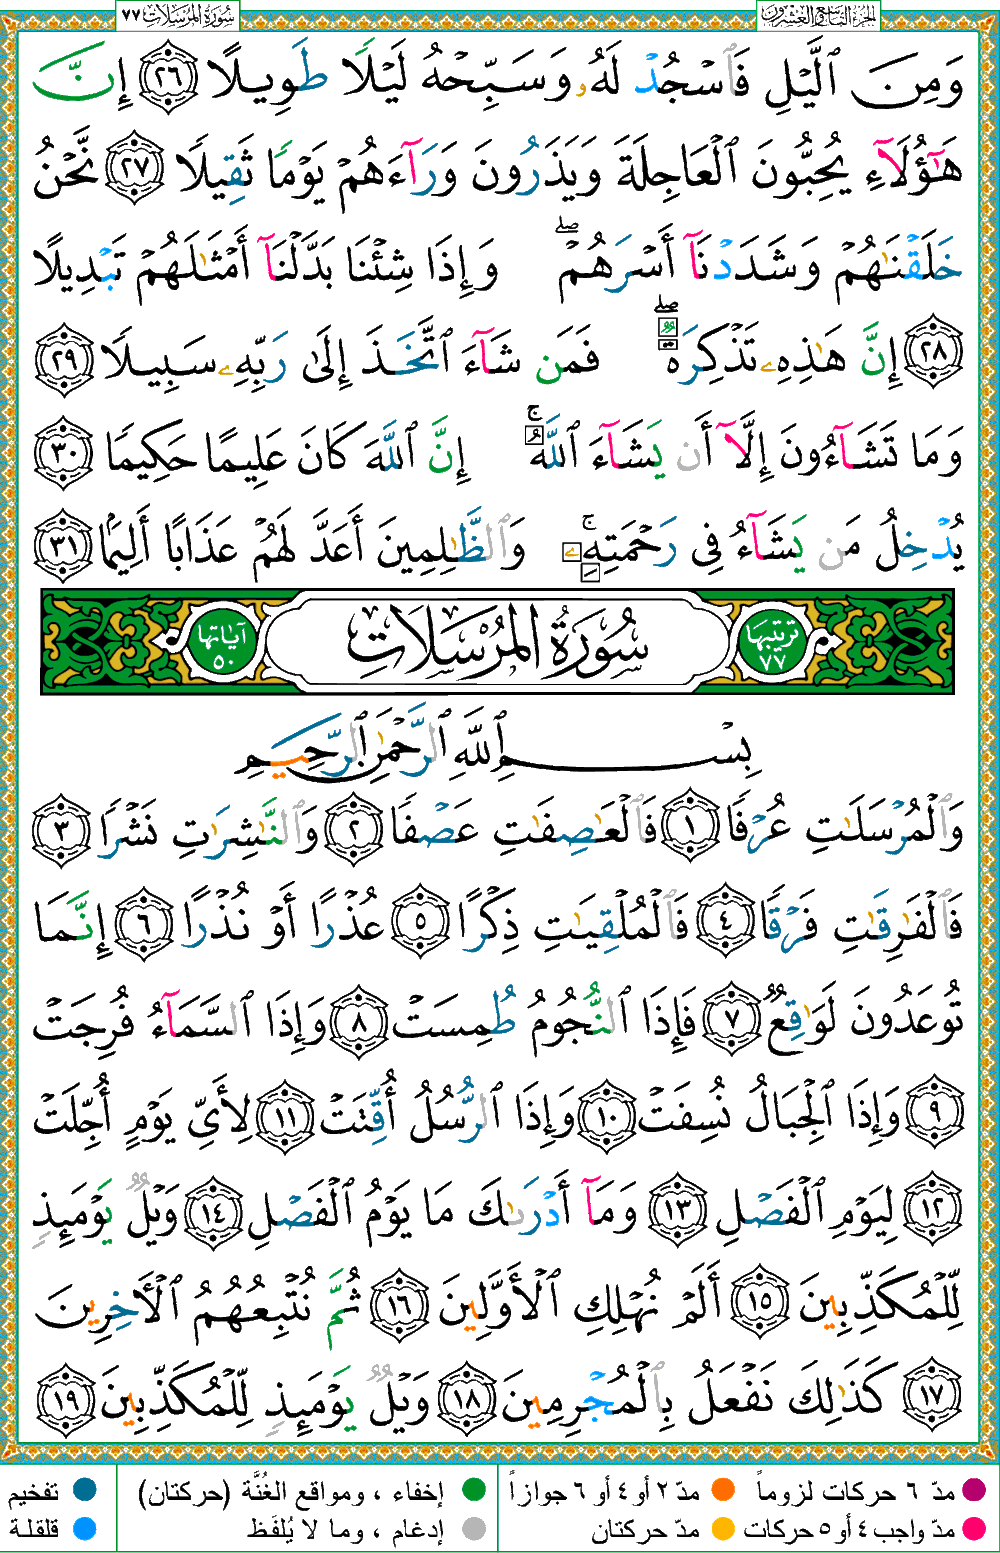 الجزء التاسع والعشرون
سُورَةُ المُرْسَلَات ٧٧
وَمِنَ ٱلَّيْلِ فَٱسْجُدْ لَهُۥ وَسَبِّحْهُ لَيْلًا طَوِيلًا ٢٦ إِنَّ
هَٰٓؤُلَآءِ يُحِبُّونَ ٱلْعَاجِلَةَ وَيَذَرُونَ وَرَآءَهُمْ يَوْمًا ثَقِيلًا ٢٧ نَّحْنُ
خَلَقْنَٰهُمْ وَشَدَدْنَآ أَسْرَهُمْ ۖ وَإِذَا شِئْنَا بَدَّلْنَآ أَمْثَٰلَهُمْ تَبْدِيلًا
٢٨ إِنَّ هَٰذِهِۦ تَذْكِرَةٌ ۖ فَمَن شَآءَ ٱتَّخَذَ إِلَىٰ رَبِّهِۦ سَبِيلًا ٢٩
وَمَا تَشَآءُونَ إِلَّآ أَن يَشَآءَ ٱللَّهُ ۚ إِنَّ ٱللَّهَ كَانَ عَلِيمًا حَكِيمًا ٣٠
يُدْخِلُ مَن يَشَآءُ فِى رَحْمَتِهِۦ ۚ وَٱلظَّٰلِمِينَ أَعَدَّ لَهُمْ عَذَابًا أَلِيمًۢا ٣١
ترتيبها ٧٧
سُورَةُ المُرْسَلَاتِ
آياتها ٥٠
بِسْمِ ٱللَّهِ ٱلرَّحْمَٰنِ ٱلرَّحِيمِ
وَٱلْمُرْسَلَٰتِ عُرْفًا ١ فَٱلْعَٰصِفَٰتِ عَصْفًا ٢ وَٱلنَّٰشِرَٰتِ نَشْرًا ٣
فَٱلْفَٰرِقَٰتِ فَرْقًا ٤ فَٱلْمُلْقِيَٰتِ ذِكْرًا ٥ عُذْرًا أَوْ نُذْرًا ٦ إِنَّمَا
تُوعَدُونَ لَوَٰقِعٌ ٧ فَإِذَا ٱلنُّجُومُ طُمِسَتْ ٨ وَإِذَا ٱلسَّمَآءُ فُرِجَتْ
٩ وَإِذَا ٱلْجِبَالُ نُسِفَتْ ١٠ وَإِذَا ٱلرُّسُلُ أُقِّتَتْ ١١ لِأَىِّ يَوْمٍ أُجِّلَتْ
١٢ لِيَوْمِ ٱلْفَصْلِ ١٣ وَمَآ أَدْرَىٰكَ مَا يَوْمُ ٱلْفَصْلِ ١٤ وَيْلٌ يَوْمَئِذٍ
لِّلْمُكَذِّبِينَ ١٥ أَلَمْ نُهْلِكِ ٱلْأَوَّلِينَ ١٦ ثُمَّ نُتْبِعُهُمُ ٱلْءَاخِرِينَ
١٧ كَذَٰلِكَ نَفْعَلُ بِٱلْمُجْرِمِينَ ١٨ وَيْلٌ يَوْمَئِذٍ لِّلْمُكَذِّبِينَ ١٩
مدّ ٦ حركات لزوماً
مدّ ٢ أو ٤ أو ٦ جوازاً
إخفاء ، ومواقع الغُنَّة (حركتان)
تفخيم
مدّ واجب ٤ أو ٥ حركات
مدّ حركتان
إدغام ، وما لا يُلفَظ
قلقلة